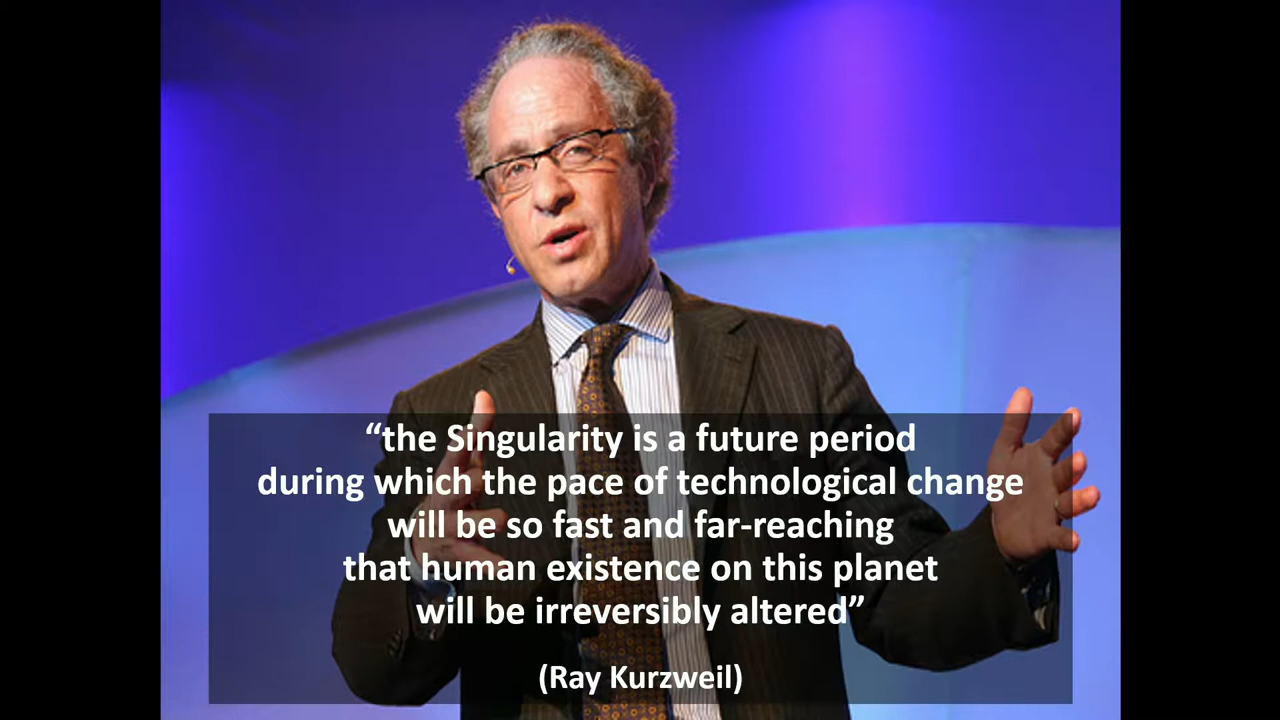 “the Singularity is a future period
during which the pace of technological change
will be so fast and far-reaching
that human existence on this planet
will be irreversibly altered”
(Ray Kurzweil)